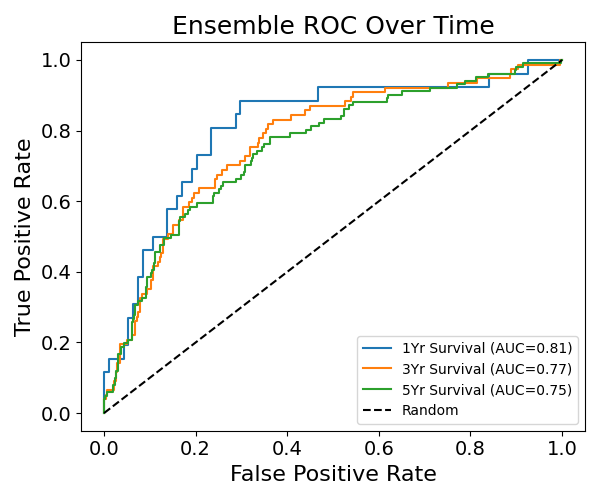 Ensemble ROC Over Time
True Positive Rate
1.0
0.8
0.6
0.4
0.2
0.0
1Yr Survival (AUC=0.81)
3Yr Survival (AUC=0.77)
5Yr Survival (AUC=0.75)
Random
0.0 0.2 0.4 0.6 0.8 1.0
False Positive Rate